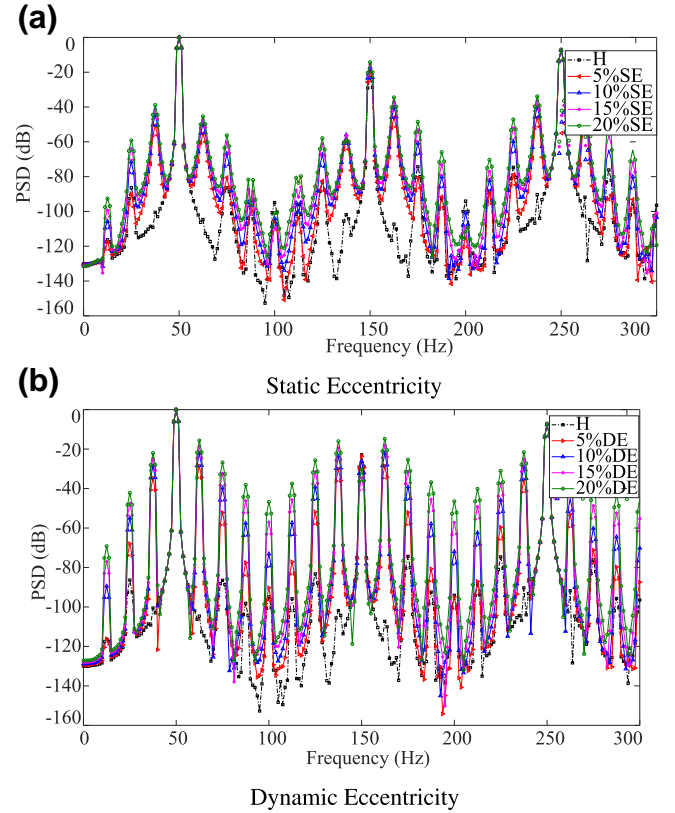 (a)
0
-20
-40
-60
-80
-100
-120
-140
-160
PSD (dB)
H
5%SE
10%SE
15%SE
20%SE
0 50 100 150 200 250 300
Frequency (Hz)
Static Eccentricity
(b)
0
-20
-40
-60
-80
-100
-120
-140
-160
PSD (dB)
H
5%DE
10%DE
15%DE
20%DE
0 50 100 150 200 250 300
Frequency (Hz)
Dynamic Eccentricity